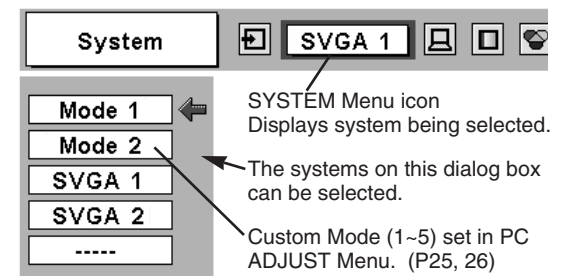 System
SVGA 1
SYSTEM Menu icon
Displays system being selected.
Mode 1
Mode 2
SVGA 1
SVGA 2
-----
The systems on this dialog box
can be selected.
Custom Mode (1~5) set in PC
ADJUST Menu.  (P25, 26)